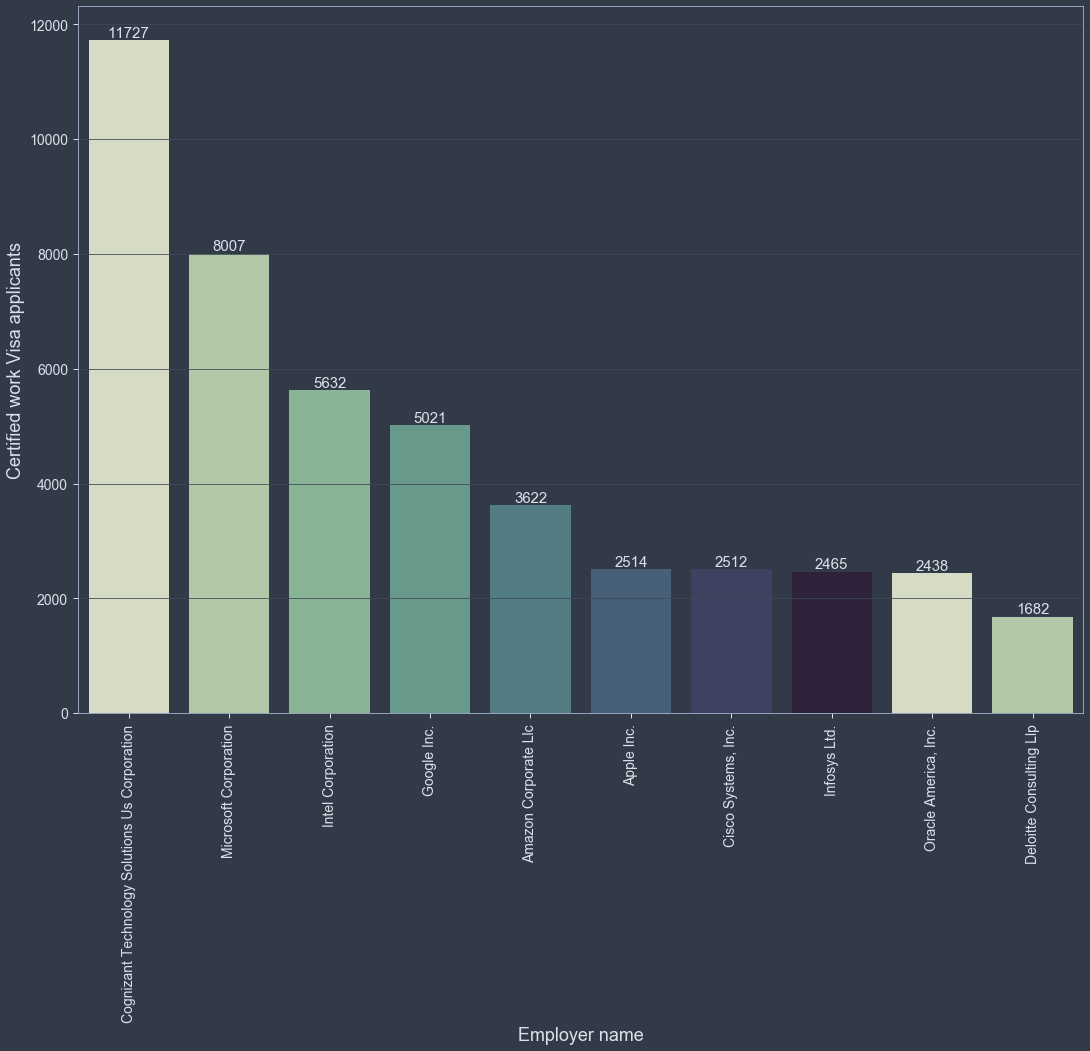 12000
10000
8000
6000
4000
2000
0
Certified work Visa applicants
11727
8007
5632
5021
3622
2514
2512
2465
2438
1682
Cognizant Technology Solutions Us Corporation
Microsoft Corporation
Intel Corporation
Google Inc.
Amazon Corporate Llc
Apple Inc.
Cisco Systems, Inc.
Infosys Ltd.
Oracle America, Inc.
Deloitte Consulting Llp
Employer name